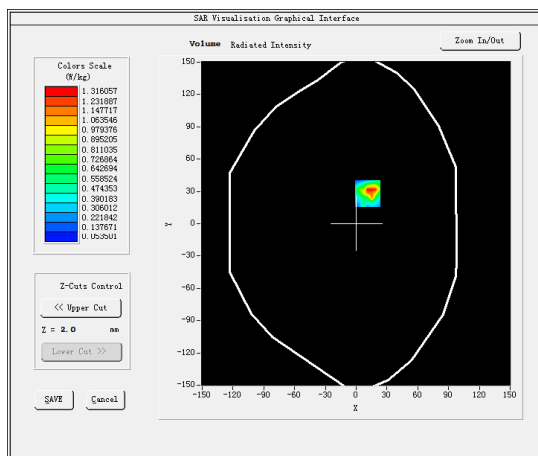 SAR Visualisation Graphical Interface
Volume Radiated Intensity
Zoom In/Out
Colors Scale
(W/kg)
1.316057
1.231887
1.147717
1.063546
0.979376
0.895205
0.811035
0.726864
0.642694
0.558524
0.474353
0.390183
0.306012
0.221842
0.137671
0.053501
Z-Cuts Control
<< Upper Cut
Z = 2.0 mm
Lower Cut >>
SAVE Cancel
150
120
90
60
30
0
-30
-60
-90
-120
-150
Y
-150 -120 -90 -60 -30 0 30 60 90 120 150
X